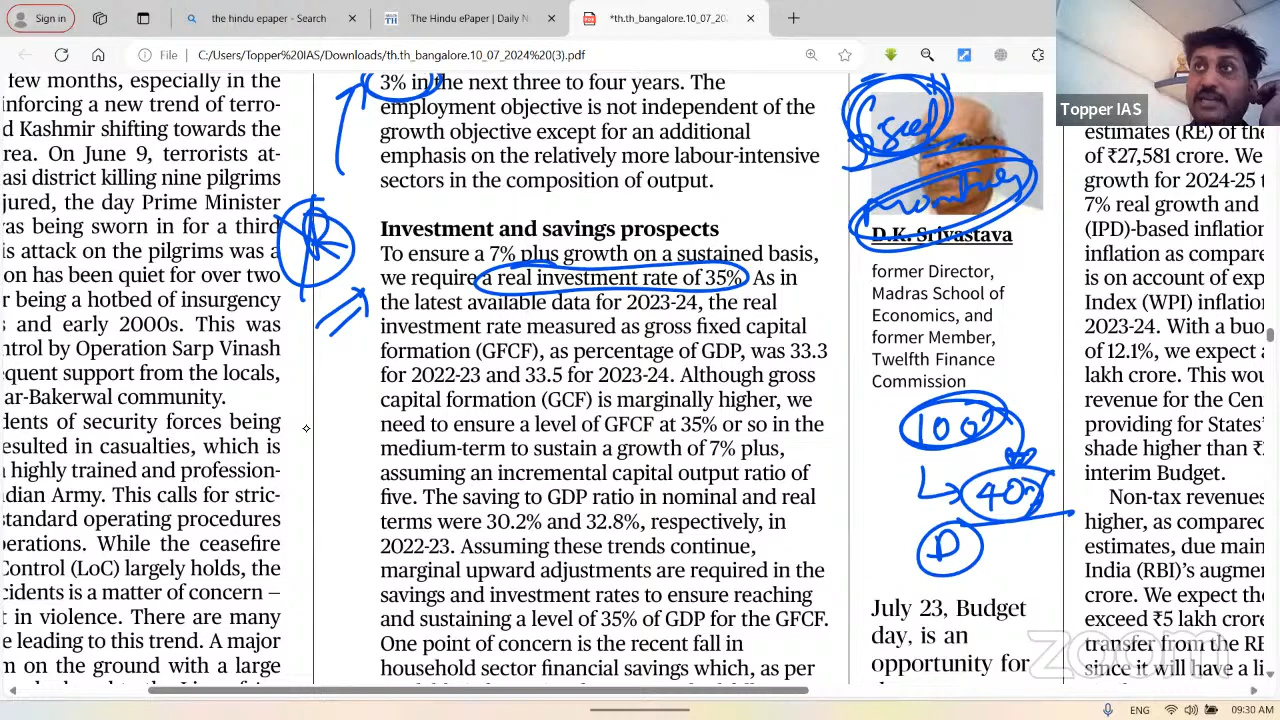 Sign in
the hindu epaper - Search
The Hindu ePaper | Daily N
*th.th_bangalore.10_07_202
File
C:/Users/Topper%20IAS/Downloads/th.th_bangalore.10_07_2024%20(3).pdf
Topper IAS
few months, especially in the
inforcing a new trend of terro-
d Kashmir shifting towards the
rea. On June 9, terrorists at-
asi district killing nine pilgrims
jured, the day Prime Minister
was being sworn in for a third
is attack on the pilgrims was a
on has been quiet for over two
r being a hotbed of insurgency
s and early 2000s. This was
ntrol by Operation Sarp Vinash
equent support from the locals,
ar-Bakerwal community.
dents of security forces being
esulted in casualties, which is
highly trained and profession-
dian Army. This calls for stric-
standard operating procedures
perations. While the ceasefire
Control (LoC) largely holds, the
cidents is a matter of concern –
t in violence. There are many
e leading to this trend. A major
m on the ground with a large
3% in the next three to four years. The
employment objective is not independent of the
growth objective except for an additional
emphasis on the relatively more labour-intensive
sectors in the composition of output.
Investment and savings prospects
To ensure a 7% plus growth on a sustained basis,
we require a real investment rate of 35%. As in
the latest available data for 2023-24, the real
investment rate measured as gross fixed capital
formation (GFCF), as percentage of GDP, was 33.3
for 2022-23 and 33.5 for 2023-24. Although gross
capital formation (GCF) is marginally higher, we
need to ensure a level of GFCF at 35% or so in the
medium-term to sustain a growth of 7% plus,
assuming an incremental capital output ratio of
five. The saving to GDP ratio in nominal and real
terms were 30.2% and 32.8%, respectively, in
2022-23. Assuming these trends continue,
marginal upward adjustments are required in the
savings and investment rates to ensure reaching
and sustaining a level of 35% of GDP for the GFCF.
One point of concern is the recent fall in
household sector financial savings which, as per
D.K. Srivastava
former Director,
Madras School of
Economics, and
former Member,
Twelfth Finance
Commission
100
40
D
July 23, Budget
day, is an
opportunity for
estimates (RE) of the
of ₹27,581 crore. We
growth for 2024-25 t
7% real growth and
(IPD)-based inflation
inflation as compare
is on account of exp
Index (WPI) inflatio
2023-24. With a buo
of 12.1%, we expect a
lakh crore. This wou
revenue for the Cen
providing for States'
shade higher than ₹
interim Budget.
Non-tax revenues
higher, as compared
estimates, due main
India (RBI)'s augmen
crore. We expect the
exceed ₹5 lakh crore
transfer from the RB
since it will have a li
zoom
ENG
09:30 AM